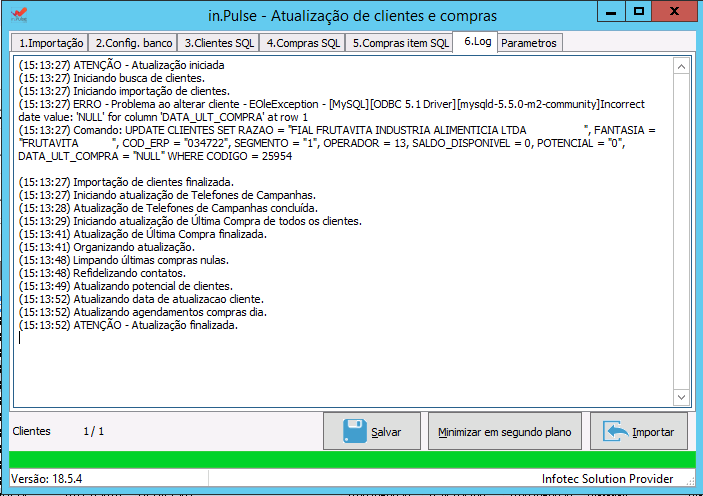 in.Pulse - Atualização de clientes e compras
1.Importação 2.Config. banco 3.Clientes SQL 4.Compras SQL 5.Compras item SQL 6.Log Parametros
(15:13:27) ATENÇÃO - Atualização iniciada
(15:13:27) Iniciando busca de clientes.
(15:13:27) Iniciando importação de clientes.
(15:13:27) ERRO - Problema ao alterar cliente - EOleException - [MySQL][ODBC 5.1 Driver][mysqld-5.5.0-m2-community]Incorrect
date value: 'NULL' for column 'DATA_ULT_COMPRA' at row 1
(15:13:27) Comando: UPDATE CLIENTES SET RAZAO = "FIAL FRUTAVITA INDUSTRIA ALIMENTICIA LTDA ", FANTASIA =
"FRUTAVITA ", COD_ERP = "034722", SEGMENTO = "1", OPERADOR = 13, SALDO_DISPONIVEL = 0, POTENCIAL = "0",
DATA_ULT_COMPRA = "NULL" WHERE CODIGO = 25954
(15:13:27) Importação de clientes finalizada.
(15:13:27) Iniciando atualização de Telefones de Campanhas.
(15:13:28) Atualização de Telefones de Campanhas concluída.
(15:13:29) Iniciando atualização de Última Compra de todos os clientes.
(15:13:41) Atualização de Última Compra finalizada.
(15:13:41) Organizando atualização.
(15:13:48) Limpando últimas compras nulas.
(15:13:48) Refidelizando contatos.
(15:13:49) Atualizando potencial de clientes.
(15:13:52) Atualizando data de atualizacao cliente.
(15:13:52) Atualizando agendamentos compras dia.
(15:13:52) ATENÇÃO - Atualização finalizada.
Clientes 1 / 1 Salvar Minimizar em segundo plano Importar
Versão: 18.5.4 Infotec Solution Provider